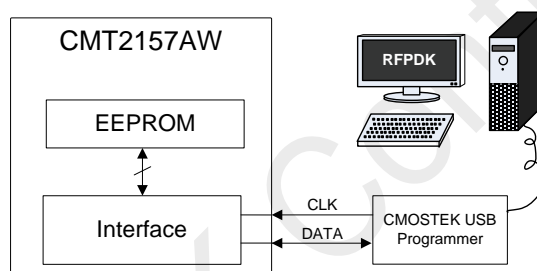 CMT2157AW
RFPDK
EEPROM
Interface
CLK
DATA
CMOSTEK USB
Programmer